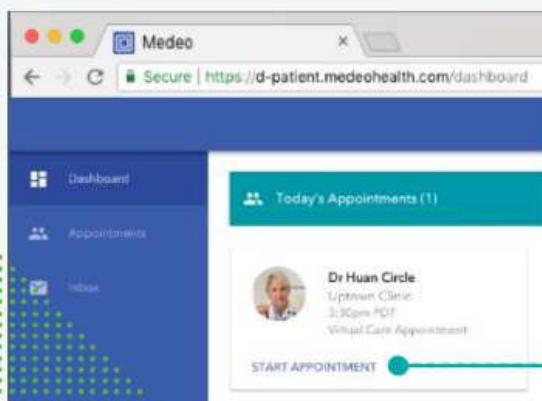 Medeo
Secure | https://d-patient.medeohealth.com/dashboard
Dashboard
Today's Appointments (1)
Appointments
Inbox
Dr Huan Circle
Uptown Clinic
3:30pm PDT
Virtual Care Appointment
START APPOINTMENT